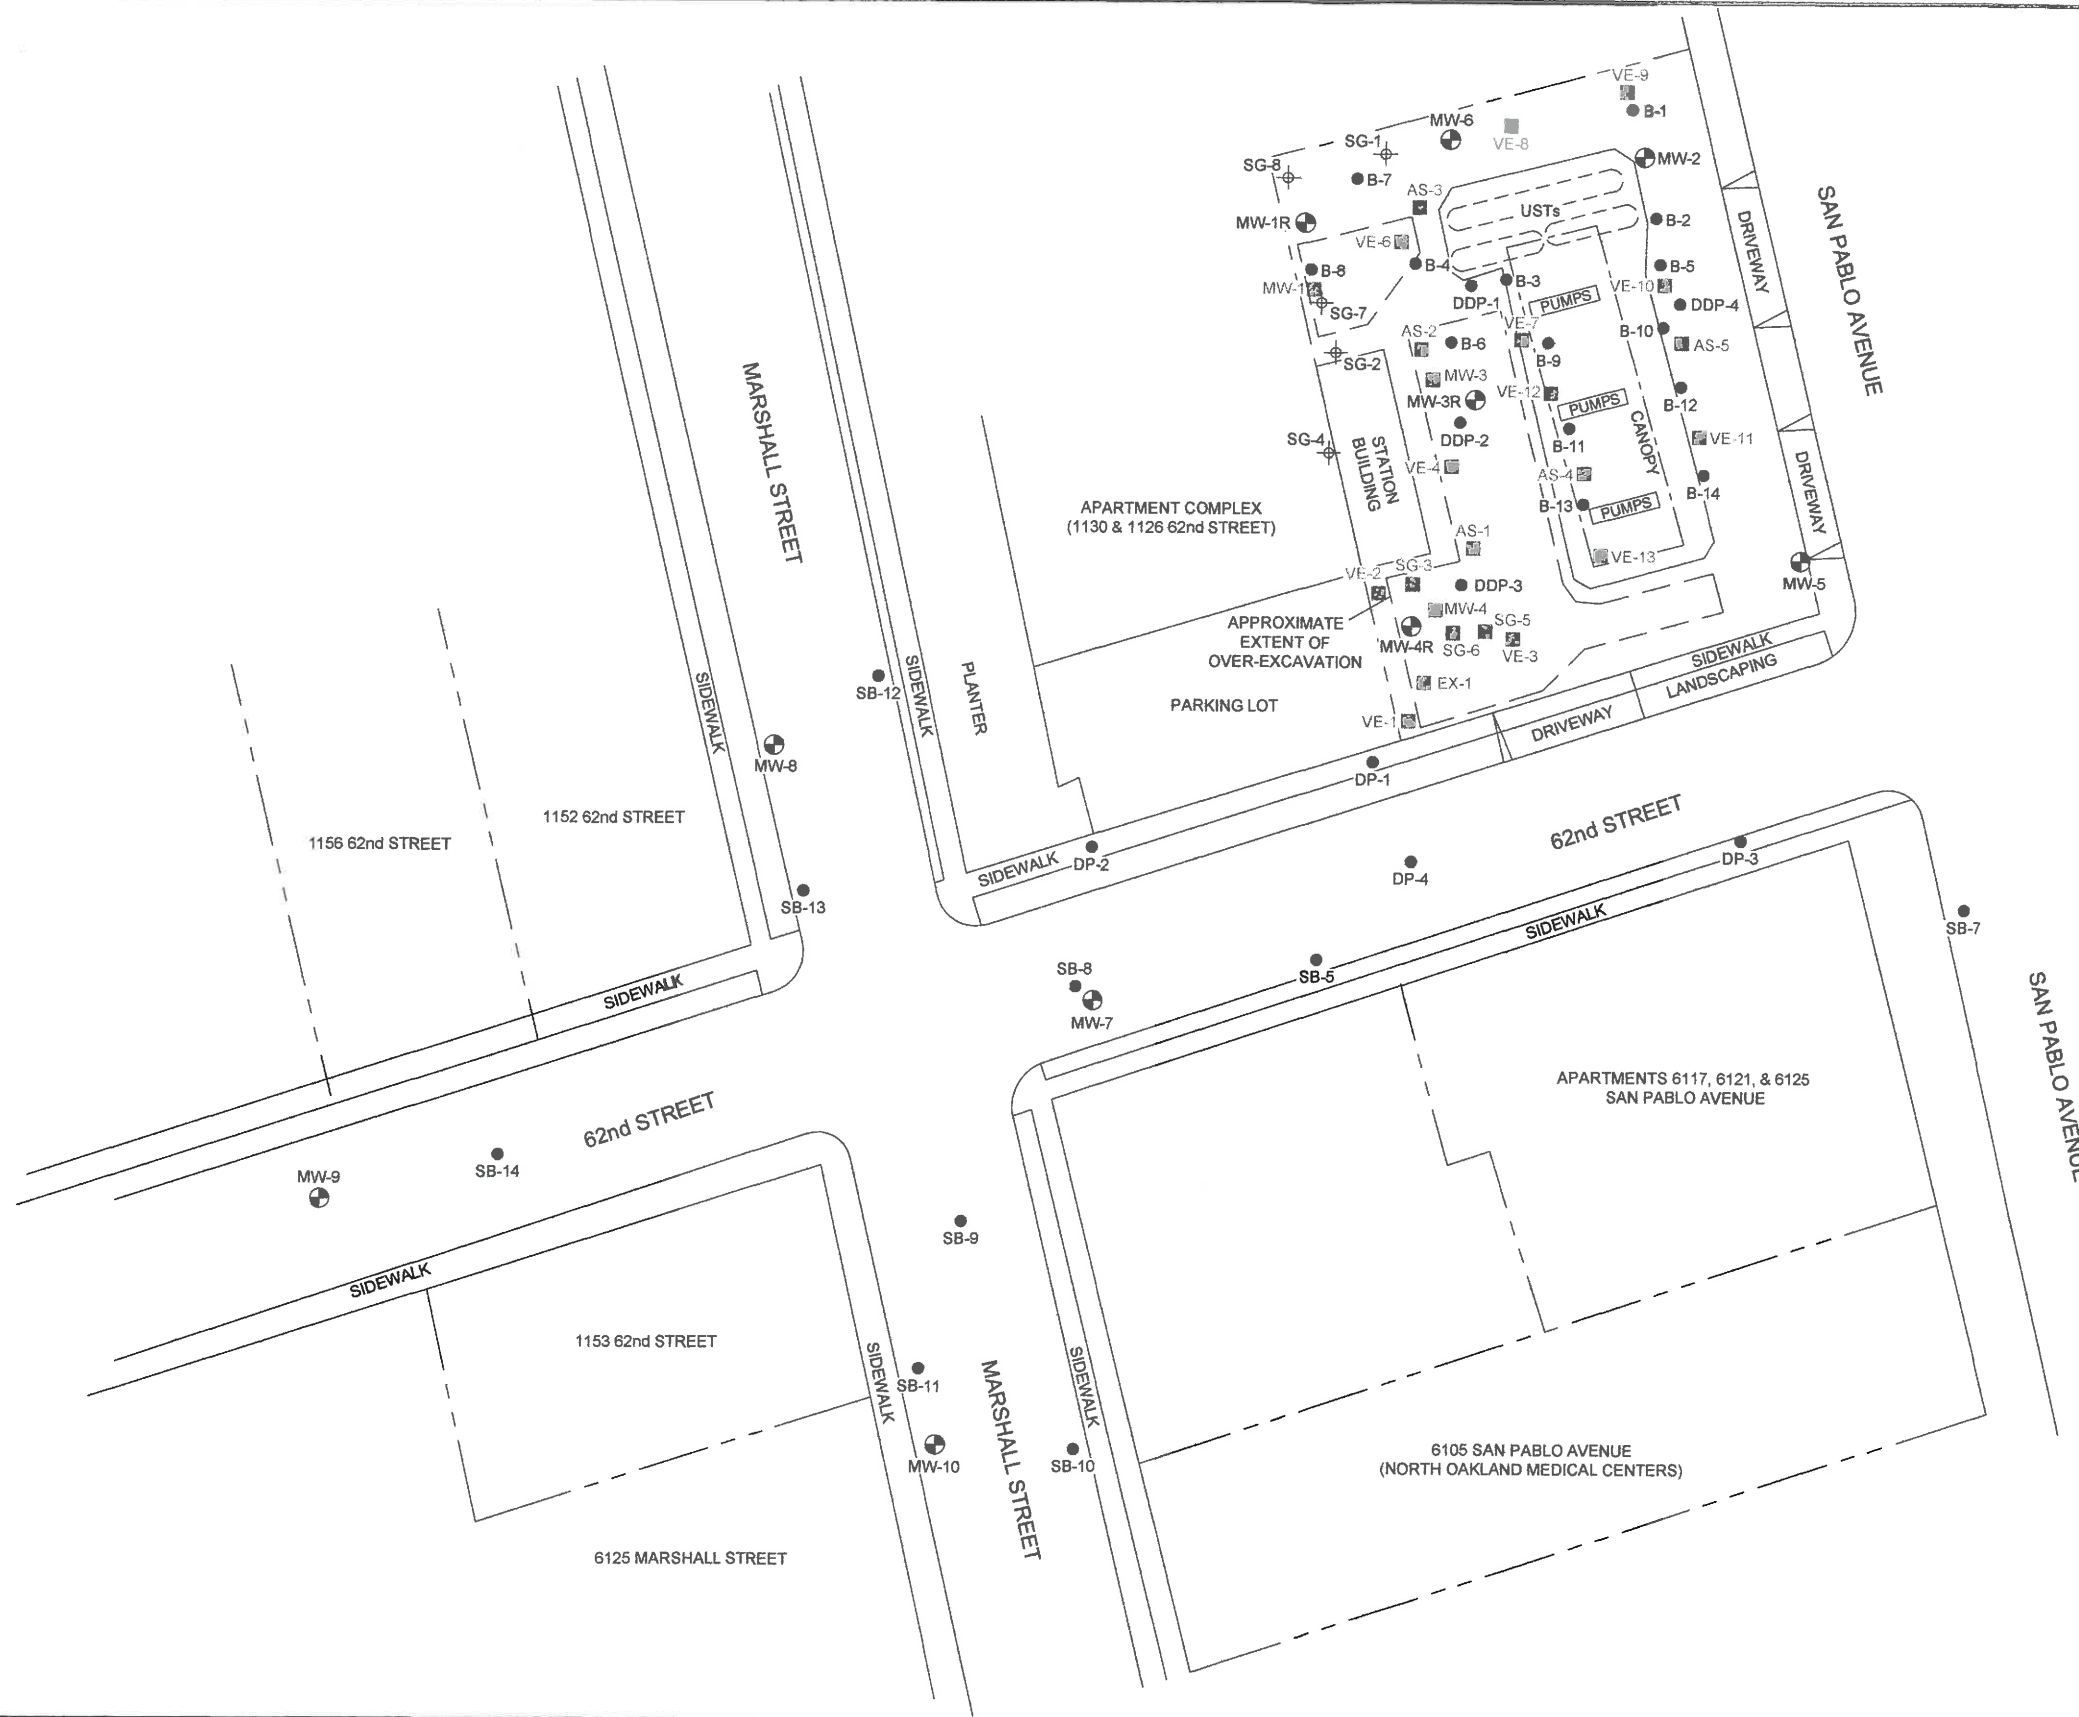 VE-9
B-1
MW-6
VE-8
SG-1
MW-2
SG-8
B-7
AS-3
SAN PABLO AVENUE
USTs
DRIVEWAY
B-2
MW-1R
VE-6
B-4
B-5
B-8
B-3
VE-10
MW-1
DDP-1
PUMPS
DDP-4
SG-7
VE-7
AS-2
B-6
B-10
AS-5
B-9
SG-2
MW-3
VE-12
MW-3R
PUMPS
B-12
CANOPY
DDP-2
SG-4
B-11
VE-11
STATION
BUILDING
VE-4
AS-4
DRIVEWAY
B-14
B-13
PUMPS
MARSHALL STREET
APARTMENT COMPLEX
(1130 & 1126 62nd STREET)
AS-1
VE-13
SG-3
VE-2
DDP-3
MW-5
MW-4
APPROXIMATE
EXTENT OF
OVER-EXCAVATION
SG-5
MW-4R
SG-6
VE-3
SIDEWALK
LANDSCAPING
EX-1
SB-12
SIDEWALK
PLANTER
SIDEWALK
PARKING LOT
VE-1
DRIVEWAY
MW-8
DP-1
1152 62nd STREET
62nd STREET
1156 62nd STREET
DP-3
SIDEWALK
DP-2
DP-4
SB-13
SIDEWALK
SB-7
SB-8
SB-5
SIDEWALK
MW-7
SAN PABLO AVENUE
APARTMENTS 6117, 6121, & 6125
SAN PABLO AVENUE
62nd STREET
SB-14
MW-9
SB-9
SIDEWALK
1153 62nd STREET
SIDEWALK
SB-11
MARSHALL STREET
SIDEWALK
MW-10
SB-10
6105 SAN PABLO AVENUE
(NORTH OAKLAND MEDICAL CENTERS)
6125 MARSHALL STREET